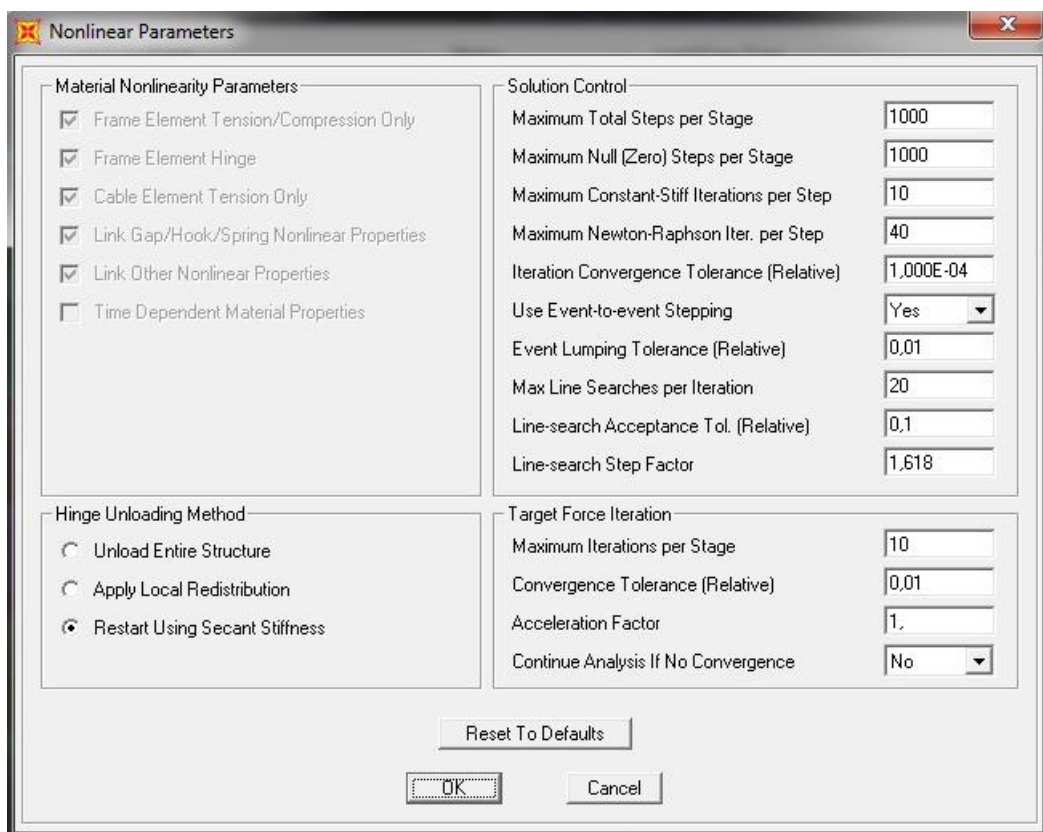 Nonlinear Parameters
Material Nonlinearity Parameters
Frame Element Tension/Compression Only
Frame Element Hinge
Cable Element Tension Only
Link Gap/Hook/Spring Nonlinear Properties
Link Other Nonlinear Properties
Time Dependent Material Properties
Solution Control
Maximum Total Steps per Stage 1000
Maximum Null (Zero) Steps per Stage 1000
Maximum Constant-Stiff Iterations per Step 10
Maximum Newton-Raphson Iter. per Step 40
Iteration Convergence Tolerance (Relative) 1,000E-04
Use Event-to-event Stepping Yes
Event Lumping Tolerance (Relative) 0,01
Max Line Searches per Iteration 20
Line-search Acceptance Tol. (Relative) 0,1
Line-search Step Factor 1,618
Hinge Unloading Method
Unload Entire Structure
Apply Local Redistribution
Restart Using Secant Stiffness
Target Force Iteration
Maximum Iterations per Stage 10
Convergence Tolerance (Relative) 0,01
Acceleration Factor 1,
Continue Analysis If No Convergence No
Reset To Defaults
OK Cancel